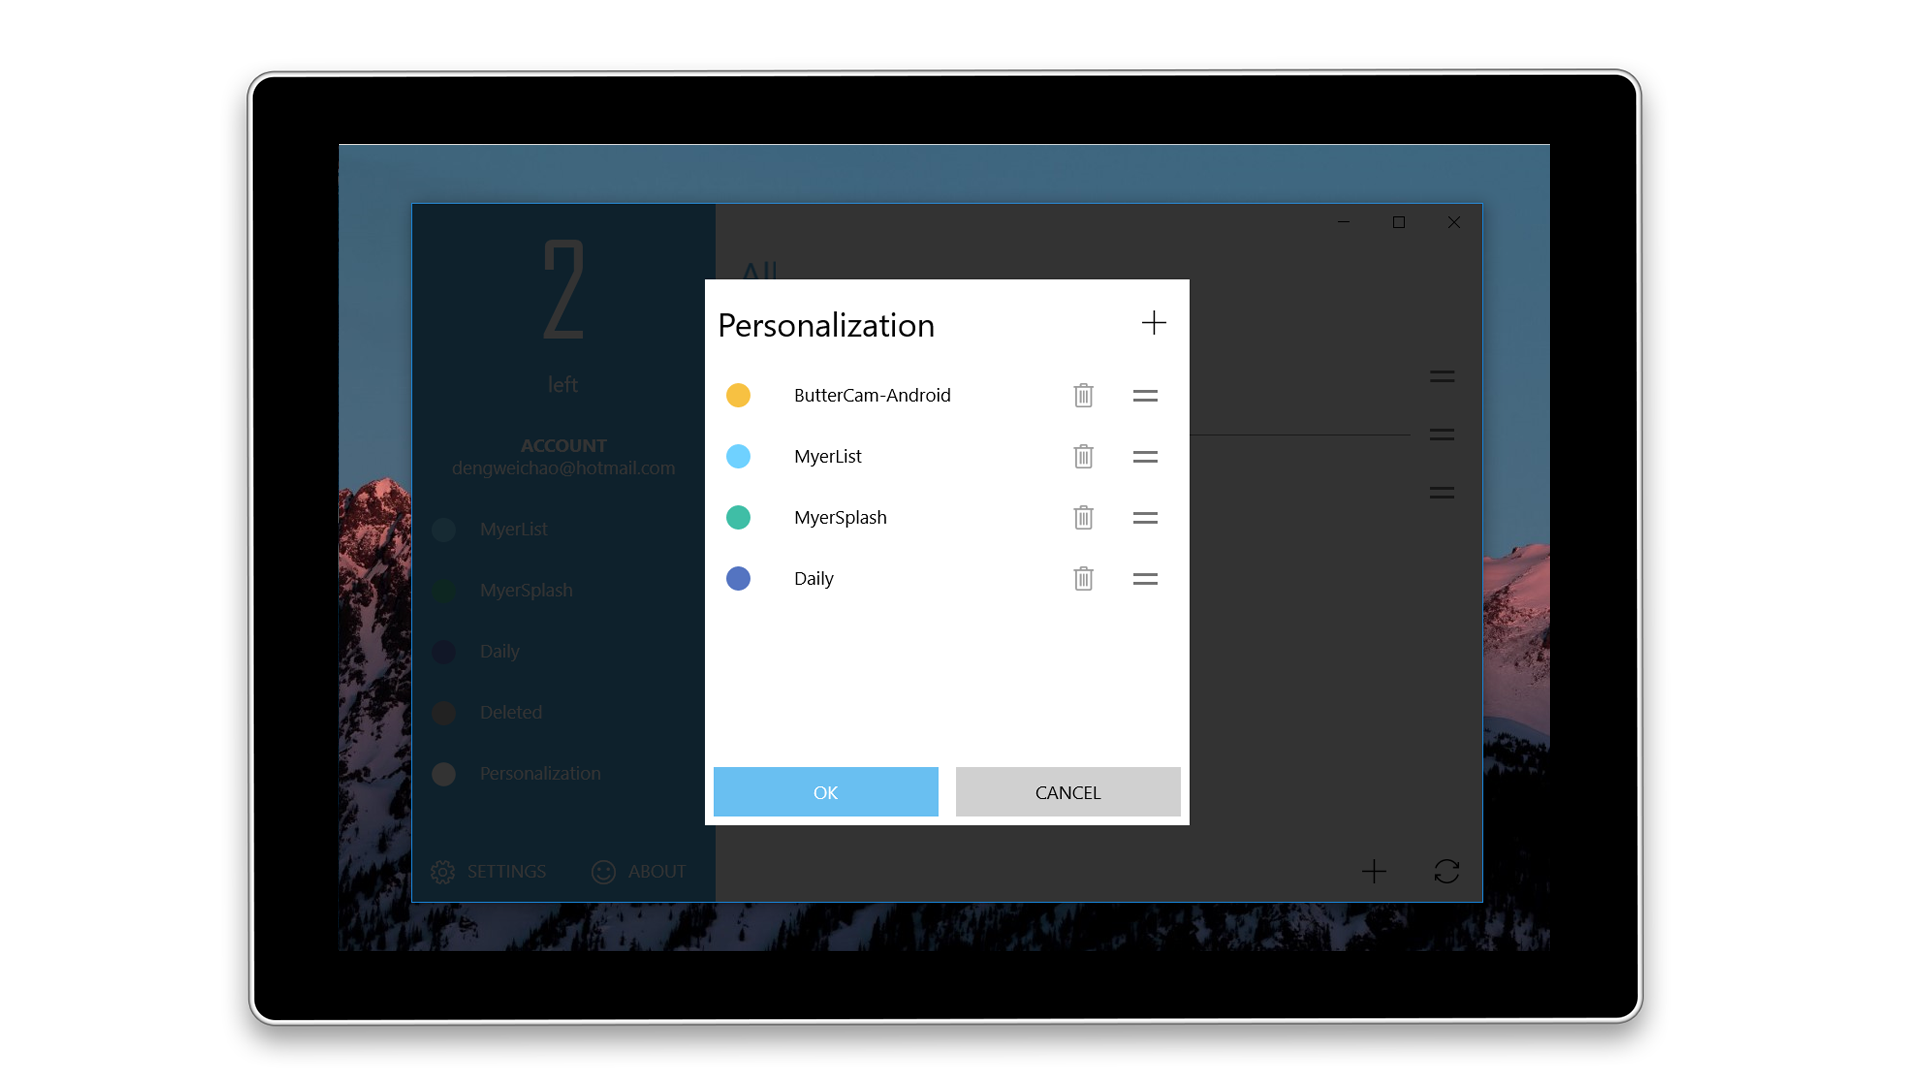 2
left
ACCOUNT
dengweichao@hotmail.com
MyerList
MyerSplash
Daily
Deleted
Personalization
SETTINGS
ABOUT
All
Personalization
ButterCam-Android
MyerList
MyerSplash
Daily
OK
CANCEL